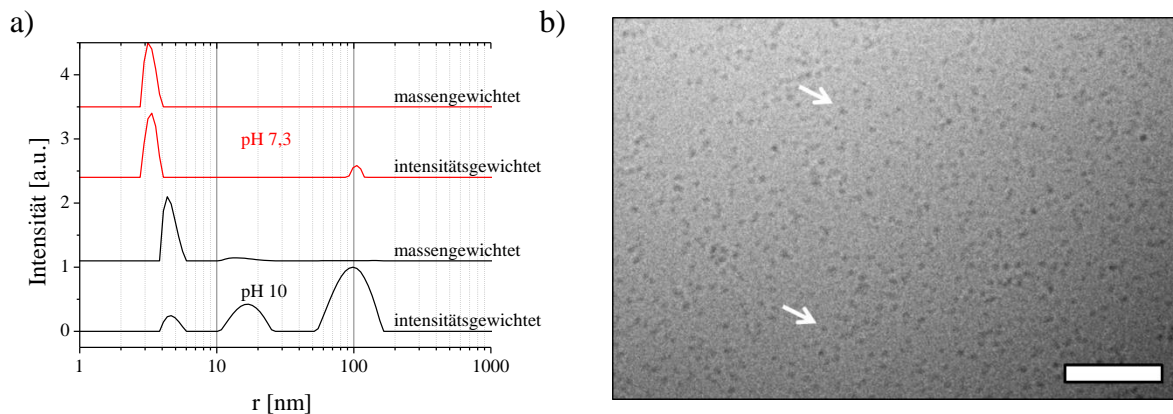 a)
b)
Intensität [a.u.]
4
3
2
1
0
massengewichtet
pH 7,3
intensitätsgewichtet
massengewichtet
pH 10
intensitätsgewichtet
1 10 100 1000
r [nm]